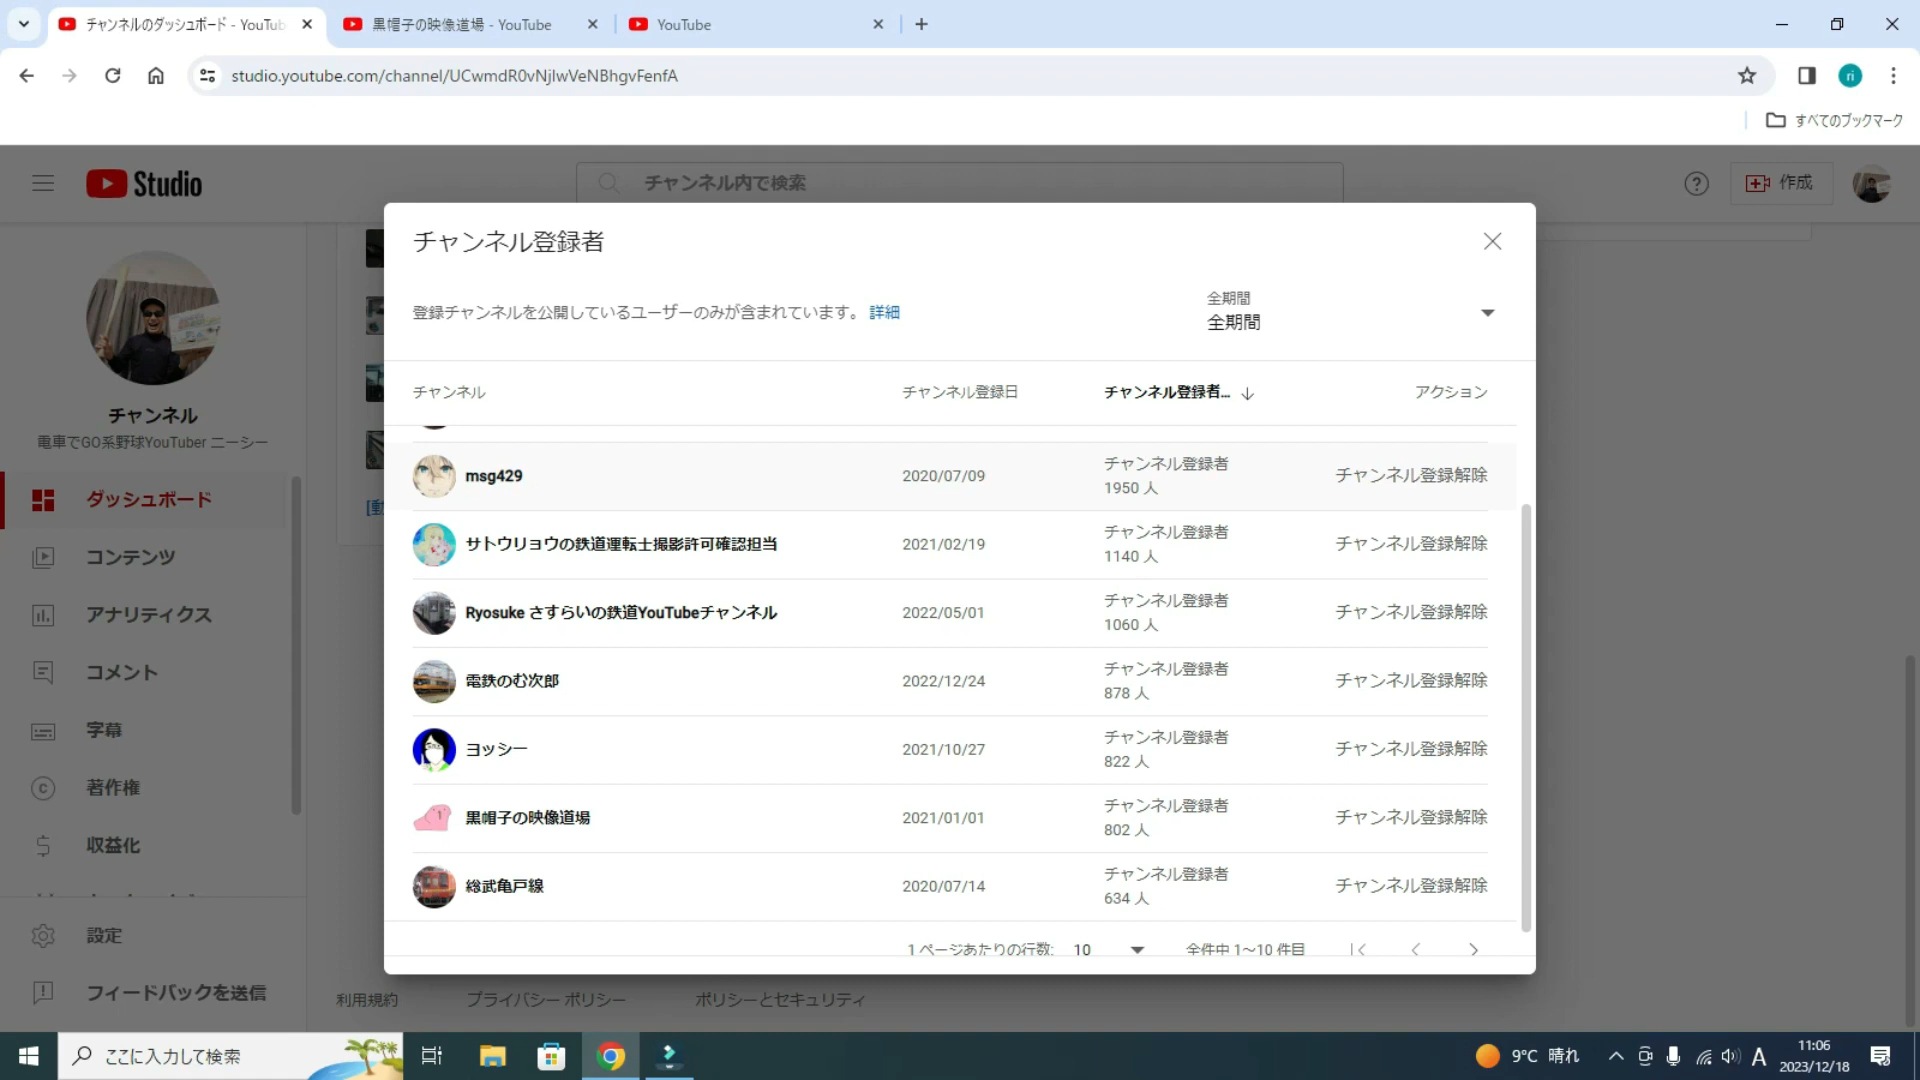 チャンネルのダッシュボード - YouTub
黒帽子の映像道場 - YouTube
YouTube
studio.youtube.com/channel/UCwmdR0vNjlwVeNBhgvFenfA
ri
すべてのブックマーク
Studio
チャンネル内で検索
作成
チャンネル
電車でGO系野球YouTuber ニーシー
ダッシュボード
コンテンツ
アナリティクス
コメント
字幕
著作権
収益化
設定
フィードバックを送信
[動
チャンネル登録者
登録チャンネルを公開しているユーザーのみが含まれています。 詳細
全期間
全期間
チャンネル チャンネル登録日 チャンネル登録者... アクション
msg429 2020/07/09 チャンネル登録者 1950 人 チャンネル登録解除
サトウリョウの鉄道運転士撮影許可確認担当 2021/02/19 チャンネル登録者 1140 人 チャンネル登録解除
Ryosuke さすらいの鉄道YouTubeチャンネル 2022/05/01 チャンネル登録者 1060 人 チャンネル登録解除
電鉄のむ次郎 2022/12/24 チャンネル登録者 878 人 チャンネル登録解除
ヨッシー 2021/10/27 チャンネル登録者 822 人 チャンネル登録解除
黒帽子の映像道場 2021/01/01 チャンネル登録者 802 人 チャンネル登録解除
総武亀戸線 2020/07/14 チャンネル登録者 634 人 チャンネル登録解除
1 ページあたりの行数: 10 全件中 1～10 件目
利用規約 プライバシー ポリシー ポリシーとセキュリティ
ここに入力して検索
9°C 晴れ
A
11:06
2023/12/18